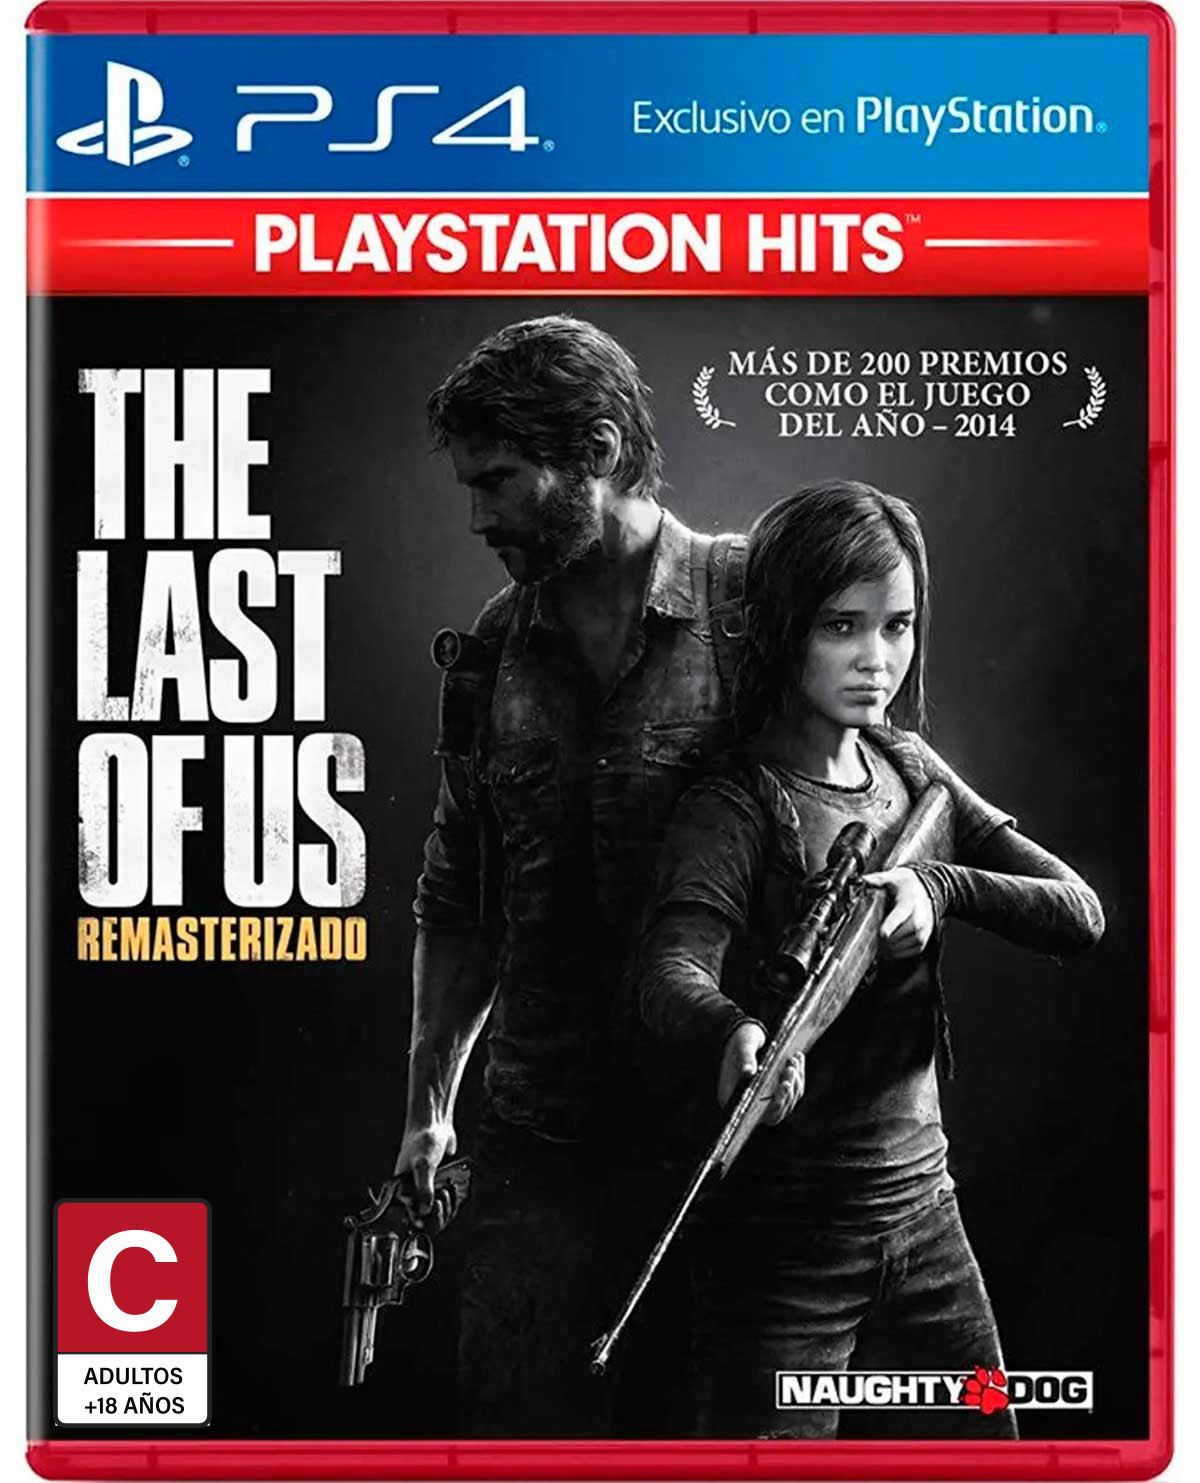 PS4® Exclusivo en PlayStation®
PLAYSTATION HITS™
MÁS DE 200 PREMIOS
COMO EL JUEGO
DEL AÑO – 2014
THE
LAST
OF US
REMASTERIZADO
C
ADULTOS
+18 AÑOS
NAUGHTY DOG